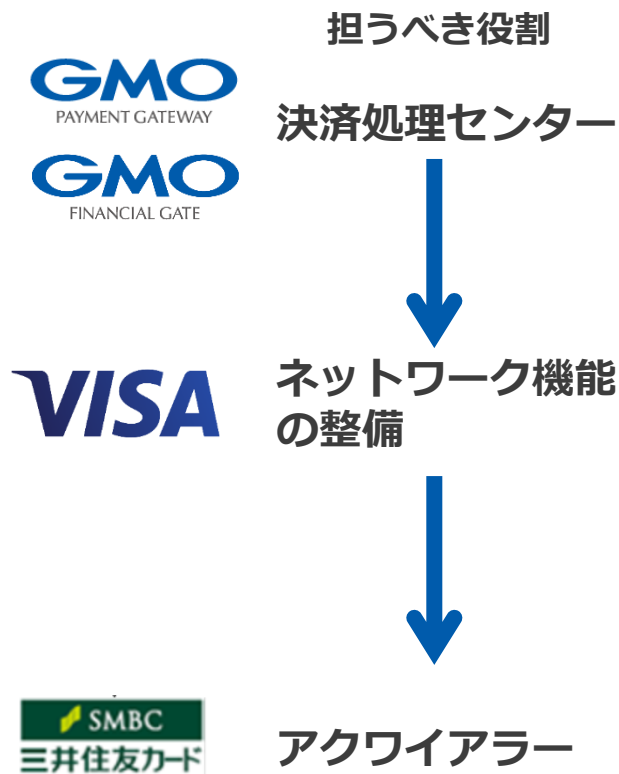 担うべき役割
GMO
PAYMENT GATEWAY
決済処理センター
GMO
FINANCIAL GATE
VISA
ネットワーク機能
の整備
SMBC
三井住友カード
アクワイアラー